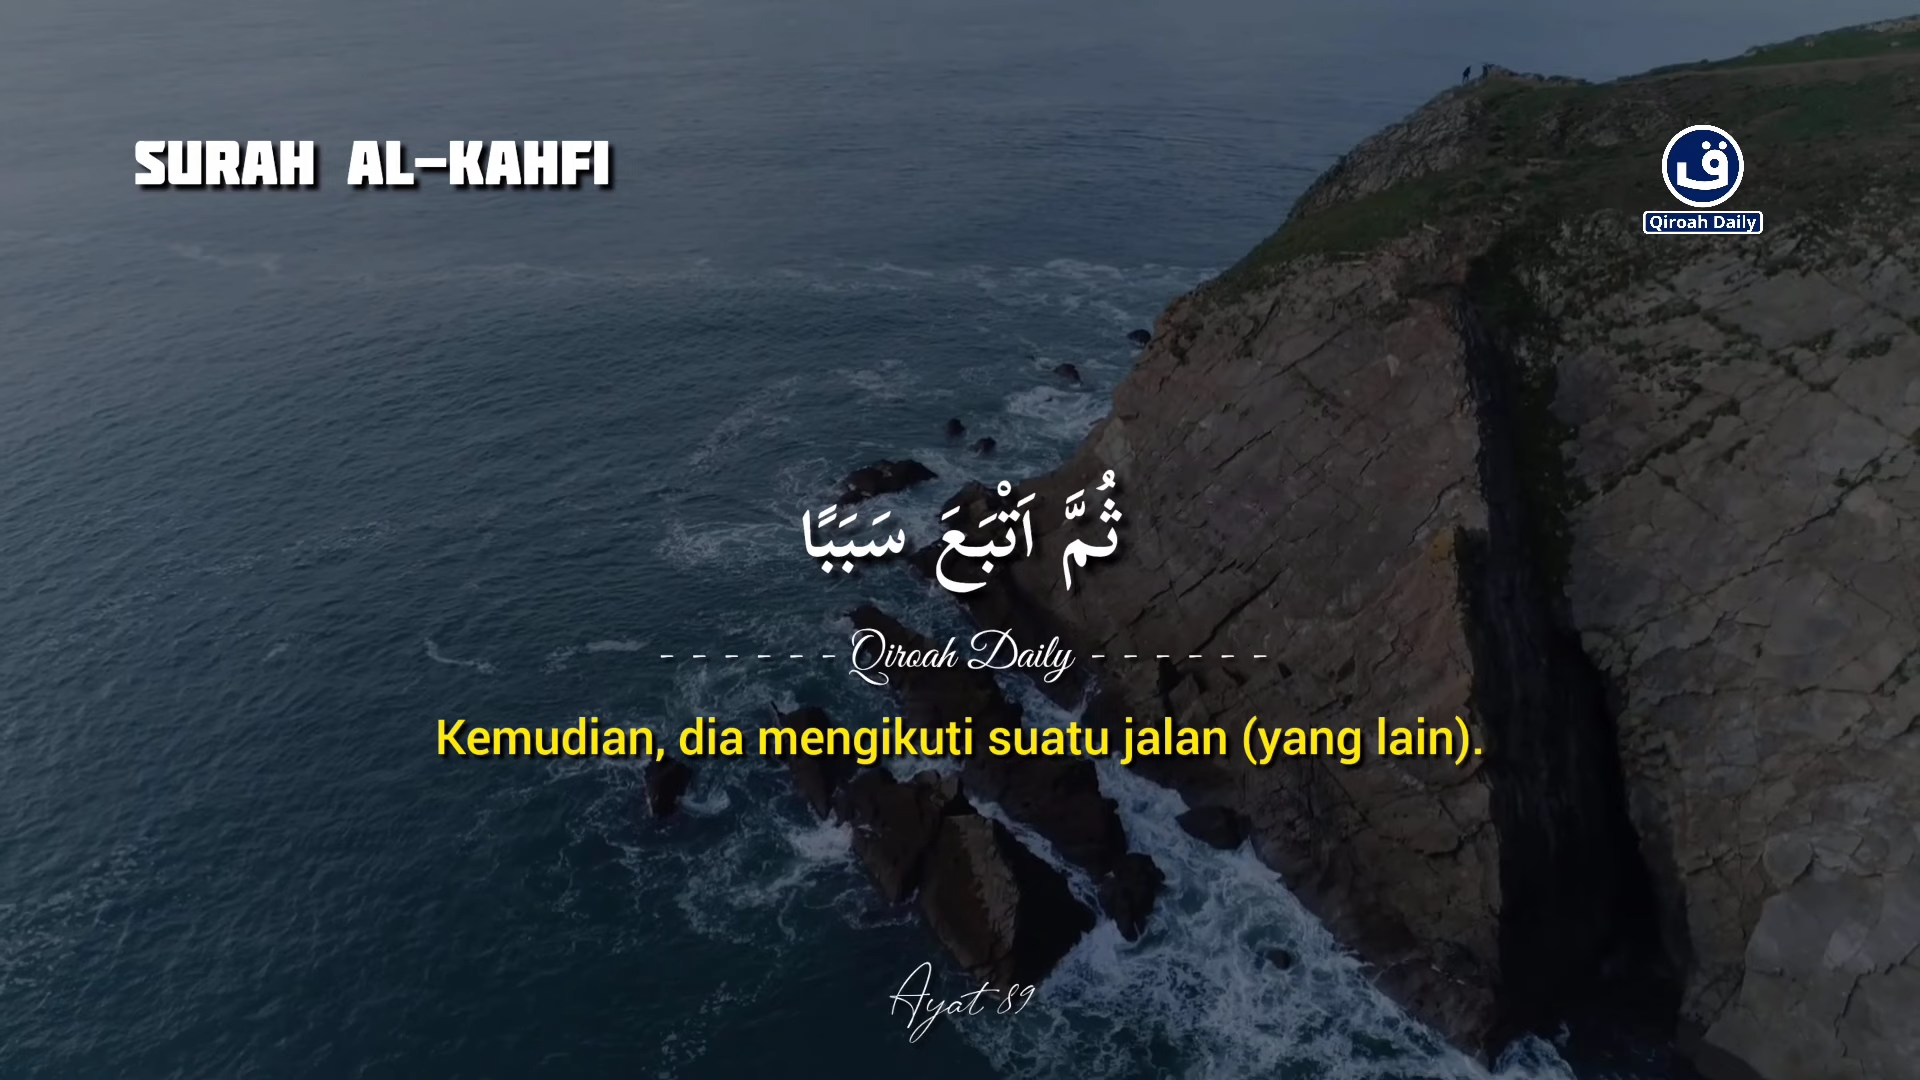 SURAH AL-KAHFI
ق
Qiroah Daily
ثُمَّ اَتْبَعَ سَبَبًا
- - - - - - Qiroah Daily - - - - - -
Kemudian, dia mengikuti suatu jalan (yang lain).
Ayat 89